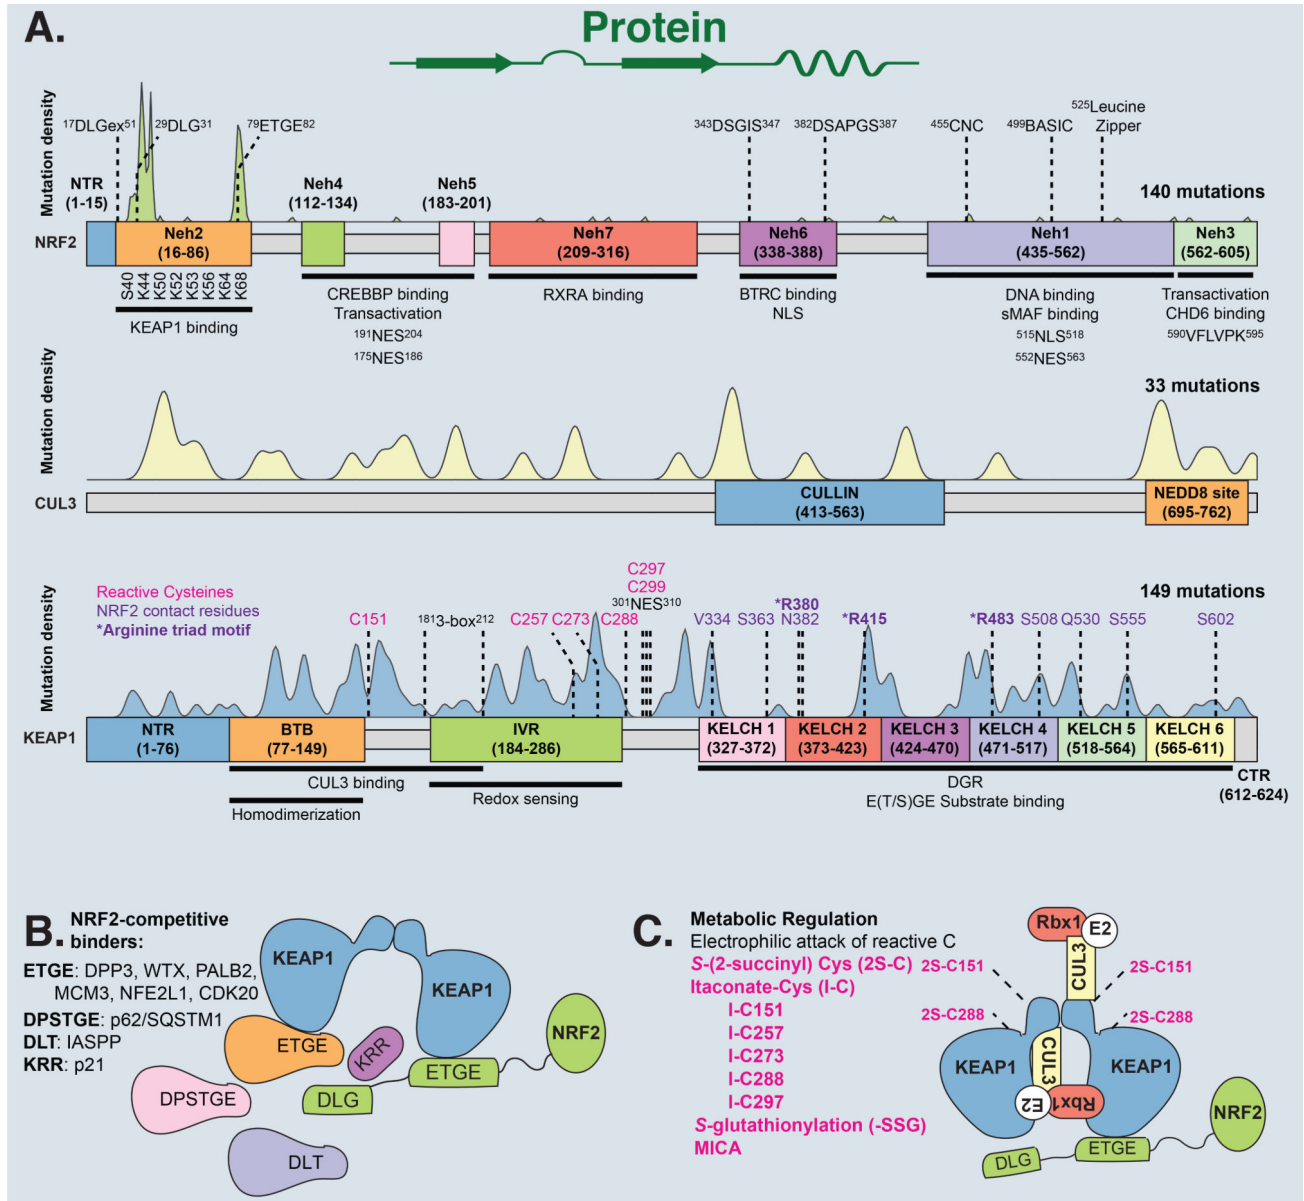 A.
Protein
Mutation density
17DLGex51
29DLG31
79ETGE82
343DSGIS347
382DSAPGS387
455CNC
499BASIC
525Leucine
Zipper
NTR
(1-15)
Neh4
(112-134)
Neh5
(183-201)
140 mutations
NRF2
Neh2
(16-86)
Neh7
(209-316)
Neh6
(338-388)
Neh1
(435-562)
Neh3
(562-605)
S40
K44
K50
K52
K53
K56
K64
K68
KEAP1 binding
CREBBP binding
Transactivation
191NES204
175NES186
RXRA binding
BTRC binding
NLS
DNA binding
sMAF binding
515NLS518
552NES563
Transactivation
CHD6 binding
590VFLVPK595
Mutation density
33 mutations
CUL3
CULLIN
(413-563)
NEDD8 site
(695-762)
Mutation density
Reactive Cysteines
NRF2 contact residues
*Arginine triad motif
149 mutations
C151
1813-box212
C257
C273
C288
C297
C299
301NES310
V334
S363
*R380
N382
*R415
*R483
S508
Q530
S555
S602
KEAP1
NTR
(1-76)
BTB
(77-149)
IVR
(184-286)
KELCH 1
(327-372)
KELCH 2
(373-423)
KELCH 3
(424-470)
KELCH 4
(471-517)
KELCH 5
(518-564)
KELCH 6
(565-611)
CTR
(612-624)
CUL3 binding
Homodimerization
Redox sensing
DGR
E(T/S)GE Substrate binding
B.
NRF2-competitive
binders:
ETGE: DPP3, WTX, PALB2,
MCM3, NFE2L1, CDK20
DPSTGE: p62/SQSTM1
DLT: IASPP
KRR: p21
KEAP1
KEAP1
ETGE
KRR
DLG
ETGE
NRF2
DPSTGE
DLT
C.
Metabolic Regulation
Electrophilic attack of reactive C
S-(2-succinyl) Cys (2S-C)
Itaconate-Cys (I-C)
I-C151
I-C257
I-C273
I-C288
I-C297
S-glutathionylation (-SSG)
MICA
Rbx1
E2
CUL3
2S-C151
2S-C151
2S-C288
2S-C288
KEAP1
CUL3
KEAP1
E2
Rbx1
DLG
ETGE
NRF2